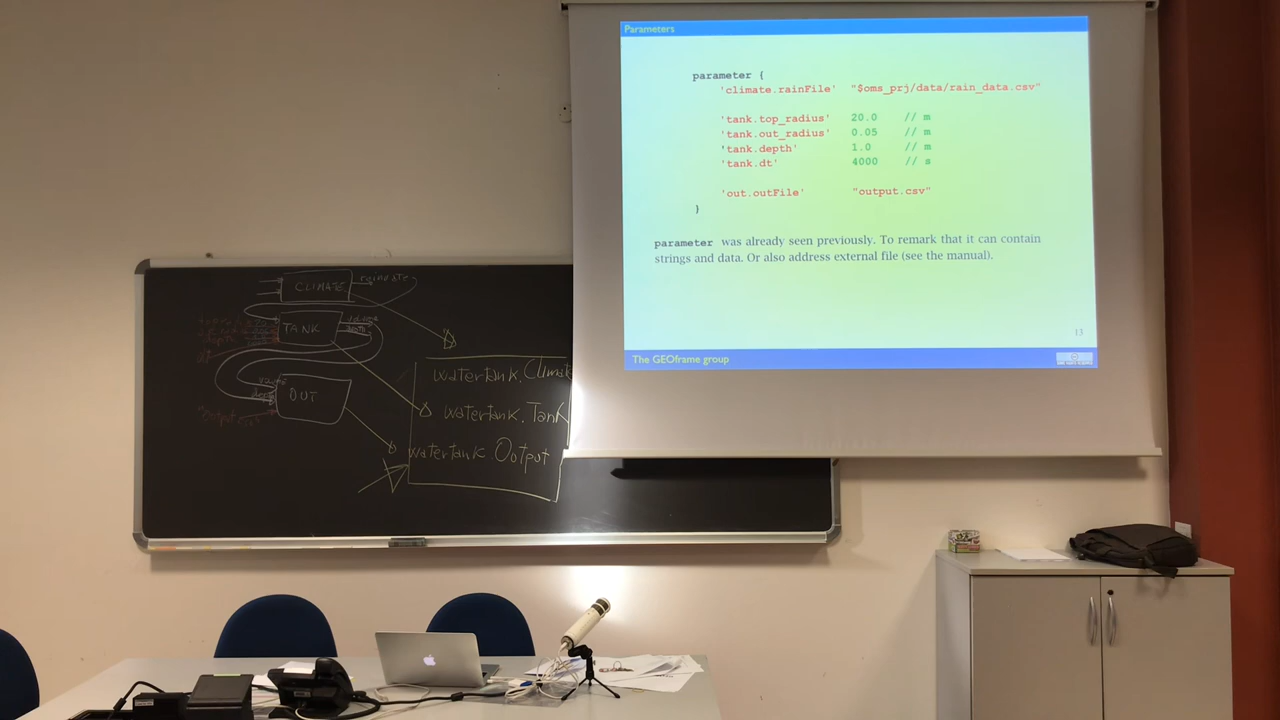 Parameters
parameter {
'climate.rainFile' "$oms_prj/data/rain_data.csv"
'tank.top_radius' 20.0 // m
'tank.out_radius' 0.05 // m
'tank.depth' 1.0 // m
'tank.dt' 4000 // s
'out.outFile' "output.csv"
}
parameter was already seen previously. To remark that it can contain
strings and data. Or also address external file (see the manual).
13
The GEOframe group
CLIMATE
TANK
OUT
watertank.Climate
watertank.Tank
watertank.Output